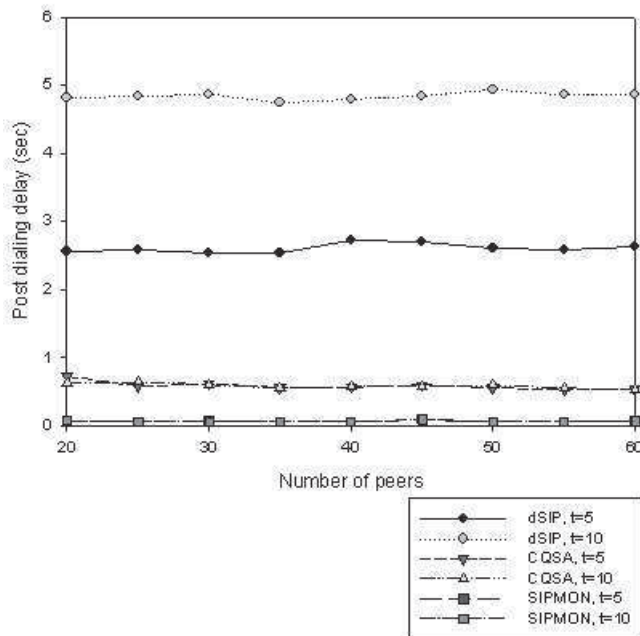 6
5
4
3
2
1
0
Post dialing delay (sec)
20 30 40 50 60
Number of peers
dSIP, t=5
dSIP, t=10
CQSA, t=5
CQSA, t=10
SIPMON, t=5
SIPMON, t=10